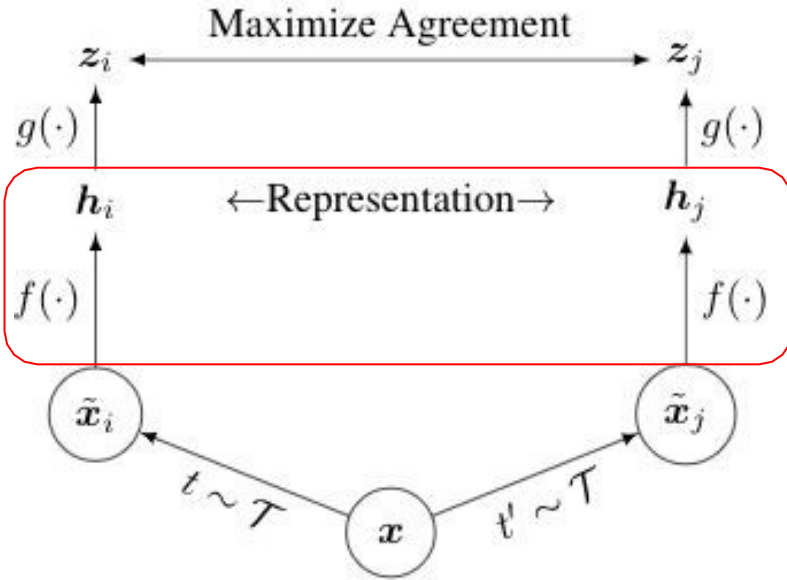 Maximize Agreement
z_i z_j
g(·) g(·)
h_i ←Representation→ h_j
f(·) f(·)
x̃_i x̃_j
t ∼ 𝒯 t' ∼ 𝒯
x